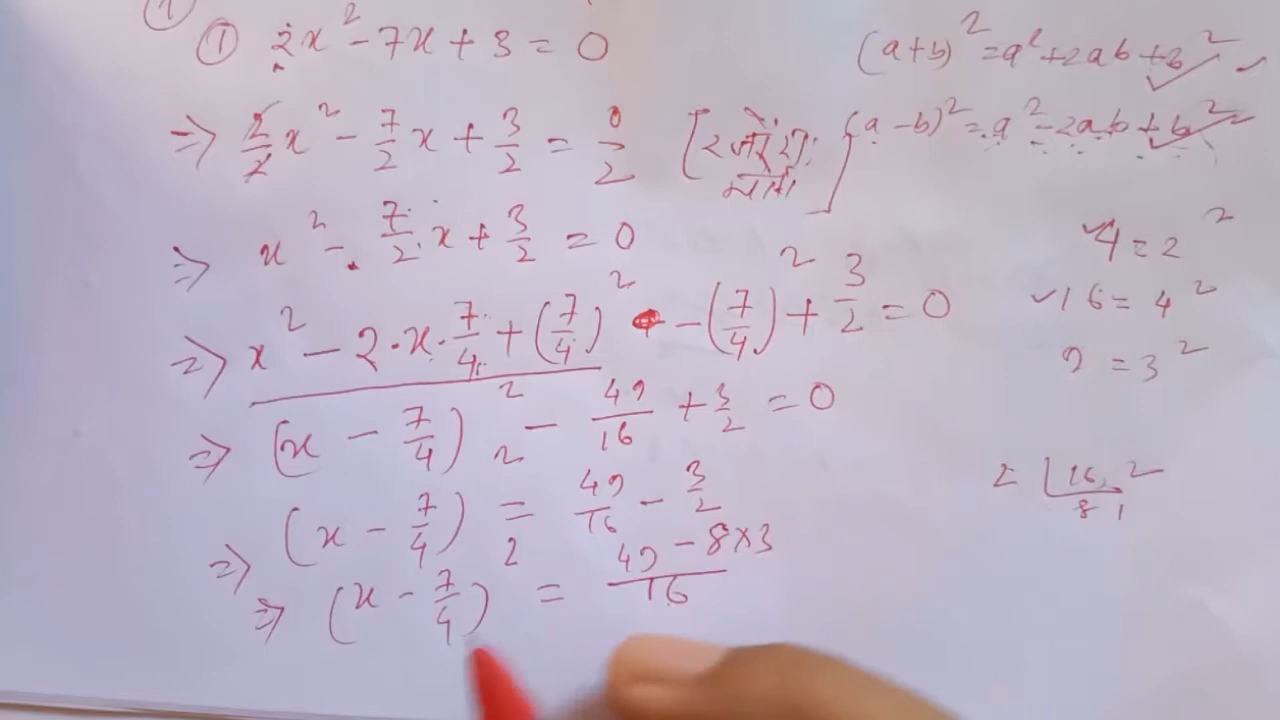 ① 2x² - 7x + 3 = 0
⇒ 2/2 x² - 7/2 x + 3/2 = 0/2
⇒ x² - 7/2 x + 3/2 = 0
⇒ x² - 2·x·7/4 + (7/4)² - (7/4)² + 3/2 = 0
⇒ (x - 7/4)² - 49/16 + 3/2 = 0
⇒ (x - 7/4)² = 49/16 - 3/2
⇒ (x - 7/4)² = (49 - 8×3)/16
(a+b)² = a² + 2ab + b² ✓
(a-b)² = a² - 2ab + b²
✓4 = 2²
✓16 = 4²
9 = 3²
2 | 16, 2
8, 1